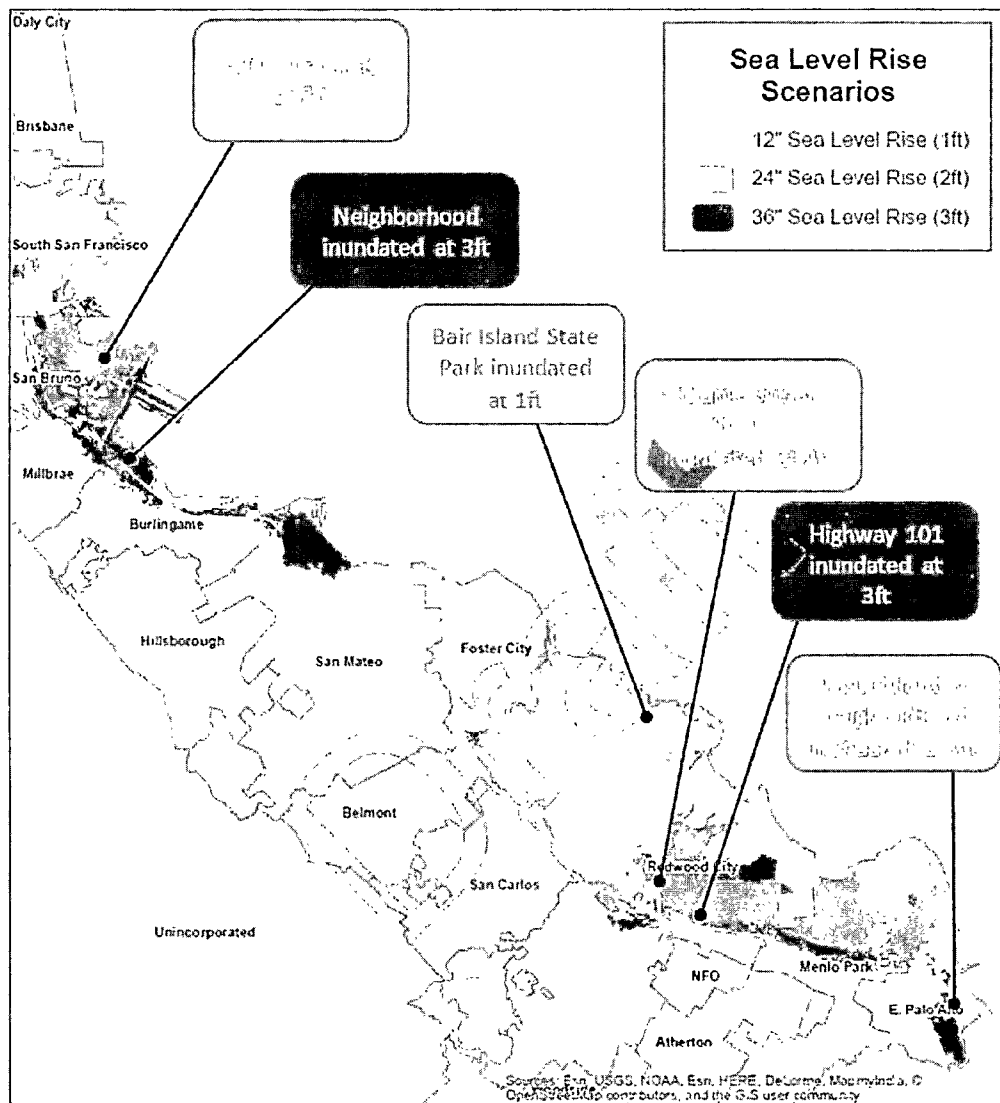 Daly City
Sea Level Rise
Scenarios
12" Sea Level Rise (1ft)
24" Sea Level Rise (2ft)
36" Sea Level Rise (3ft)
Brisbane
Neighborhood
inundated at 3ft
South San Francisco
Bair Island State
Park inundated
at 1ft
San Bruno
Millbrae
Burlingame
Highway 101
inundated at
3ft
Hillsborough
San Mateo
Foster City
Belmont
San Carlos
Redwood City
Unincorporated
Menlo Park
NFO
E. Palo Alto
Atherton
Sources: Esri, USGS, NOAA, Esri, HERE, DeLorme, MapmyIndia, ©
OpenStreetMap contributors, and the GIS user community